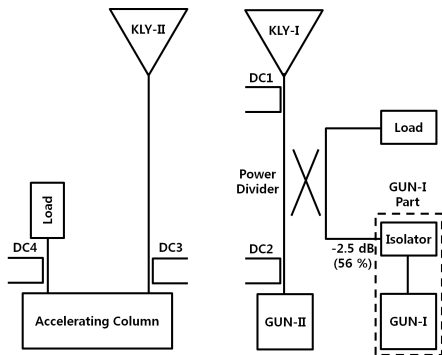 KLY-II
KLY-I
DC1
Load
Power
Divider
GUN-I
Part
Load
Isolator
-2.5 dB
(56 %)
DC4
DC3
DC2
Accelerating Column
GUN-II
GUN-I